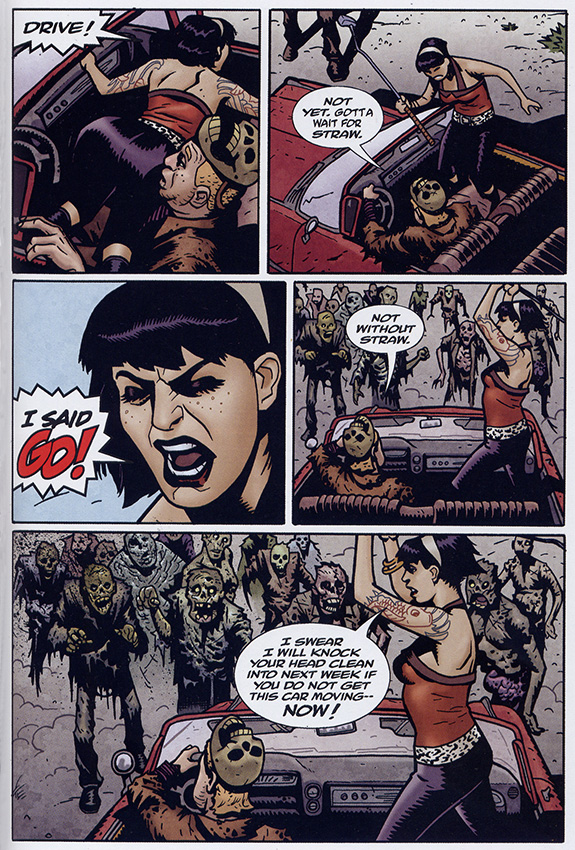 DRIVE!
NOT
YET. GOTTA
WAIT FOR
STRAW.
I SAID
GO!
NOT
WITHOUT
STRAW.
I SWEAR
I WILL KNOCK
YOUR HEAD CLEAN
INTO NEXT WEEK IF
YOU DO NOT GET
THIS CAR MOVING--
NOW!